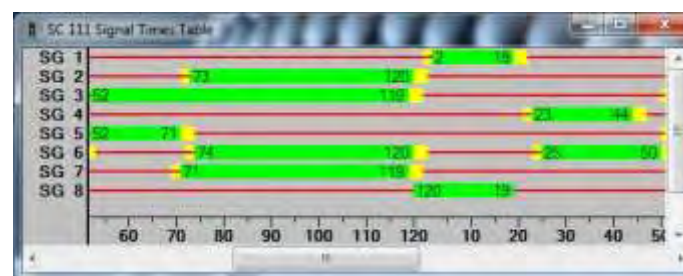 SC 111 Signal Times Table
SG 1 2 19
SG 2 73 120
SG 3 52 119
SG 4 23 44
SG 5 52 71
SG 6 74 120 25 50
SG 7 71 119
SG 8 120 19
60 70 80 90 100 110 120 10 20 30 40 50